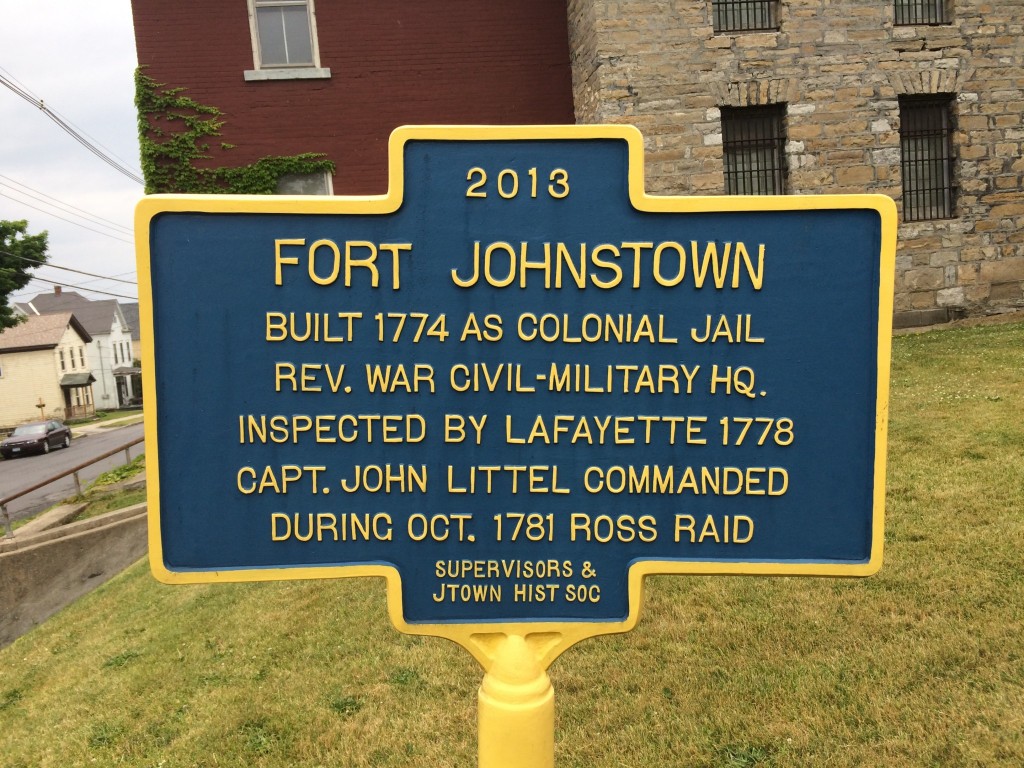 2013
FORT JOHNSTOWN
BUILT 1774 AS COLONIAL JAIL
REV. WAR CIVIL-MILITARY HQ.
INSPECTED BY LAFAYETTE 1778
CAPT. JOHN LITTEL COMMANDED
DURING OCT. 1781 ROSS RAID
SUPERVISORS &
JTOWN HIST SOC